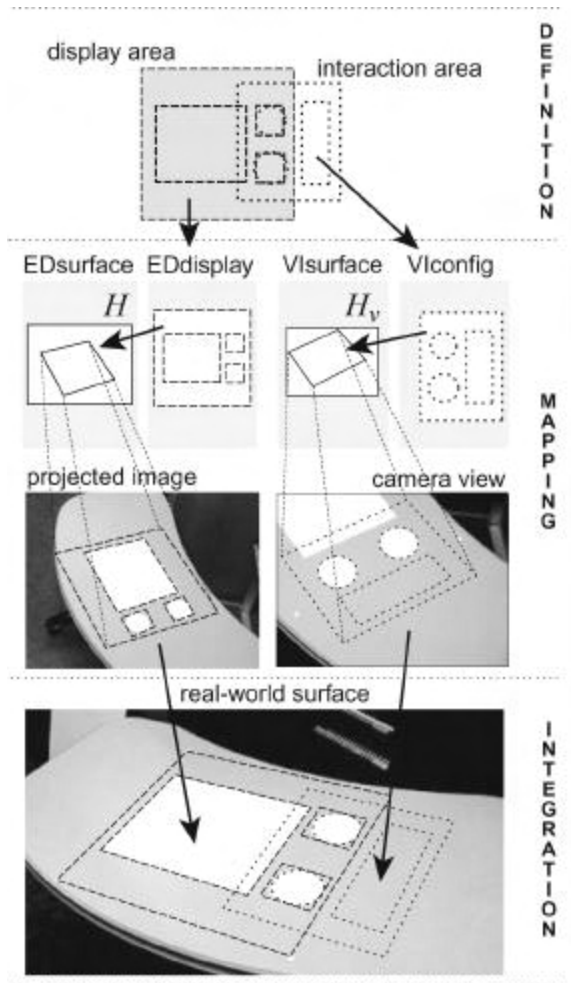 display area
interaction area
DEFINITION
EDsurface EDdisplay VIsurface VIconfig
H
Hv
MAPPING
projected image
camera view
real-world surface
INTEGRATION